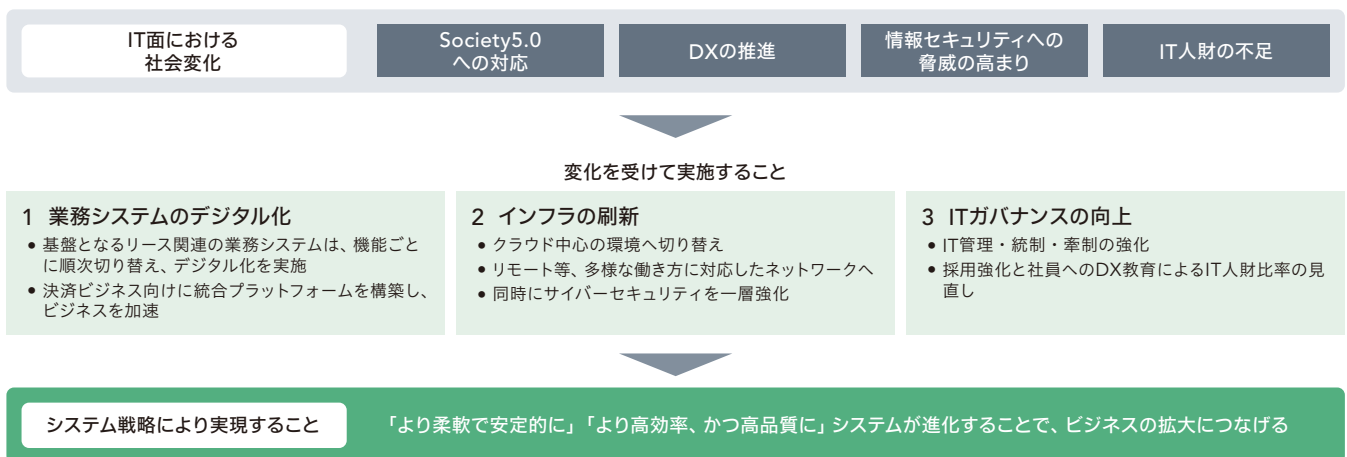 IT面における
社会変化
Society5.0
への対応
DXの推進
情報セキュリティへの
脅威の高まり
IT人財の不足
変化を受けて実施すること
1 業務システムのデジタル化
• 基盤となるリース関連の業務システムは、機能ごと
に順次切り替え、デジタル化を実施
• 決済ビジネス向けに統合プラットフォームを構築し、
ビジネスを加速
2 インフラの刷新
• クラウド中心の環境へ切り替え
• リモート等、多様な働き方に対応したネットワークへ
• 同時にサイバーセキュリティを一層強化
3 ITガバナンスの向上
• IT管理・統制・牽制の強化
• 採用強化と社員へのDX教育によるIT人財比率の見
直し
システム戦略により実現すること
「より柔軟で安定的に」「より高効率、かつ高品質に」システムが進化することで、ビジネスの拡大につなげる